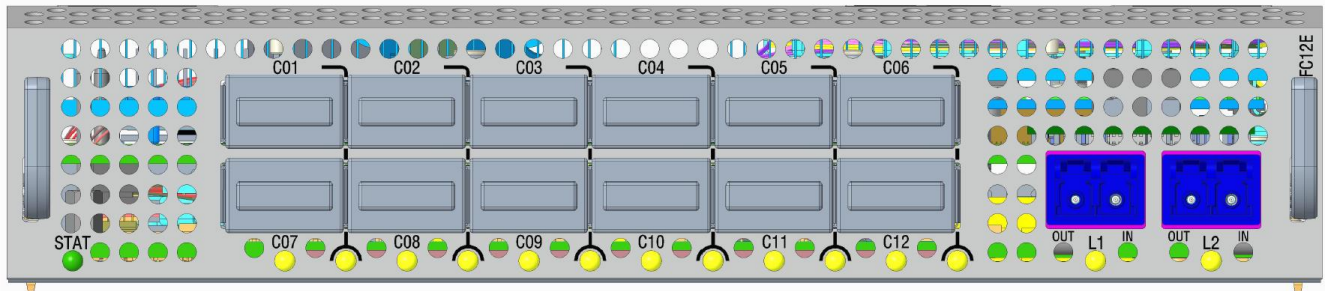 C01 C02 C03 C04 C05 C06
FC12E
STAT
C07 C08 C09 C10 C11 C12
OUT L1 IN
OUT L2 IN